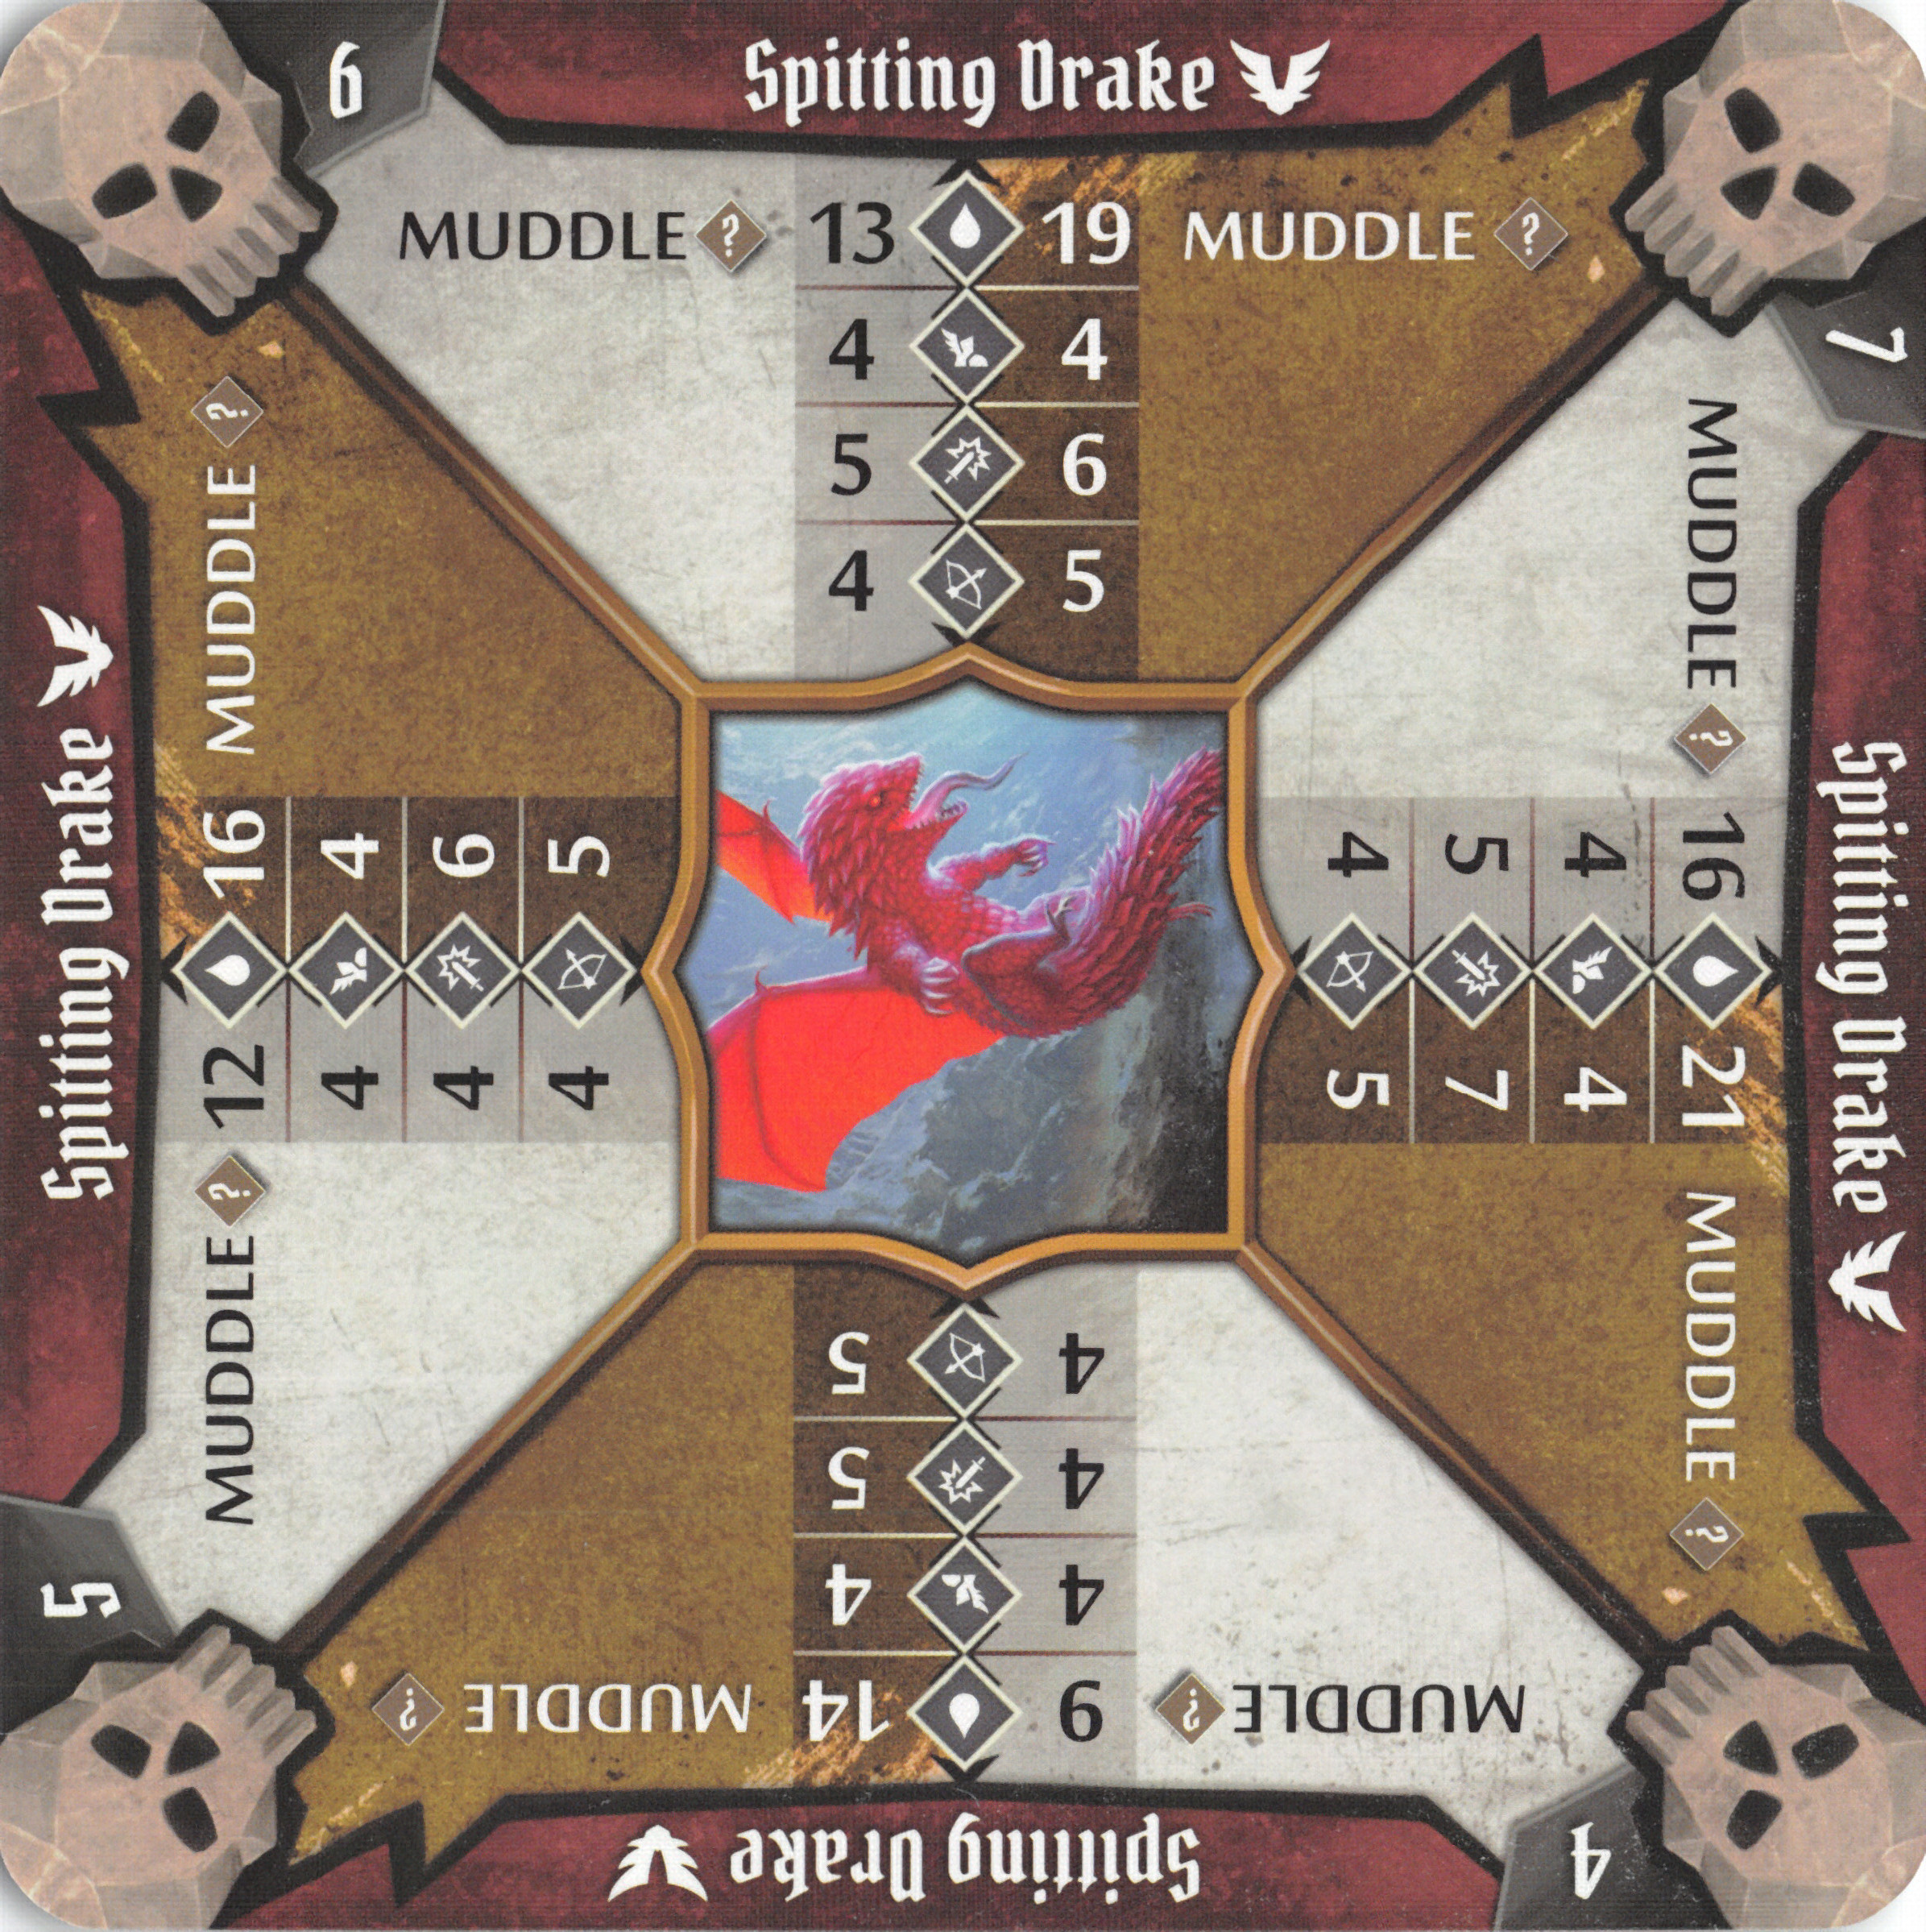 6
Spitting Drake
MUDDLE ? 13 19 MUDDLE ?
4 4
5 6
4 5
7
Spitting Drake
MUDDLE ? 16 21 MUDDLE ?
4 4
5 7
4 5
4
Spitting Drake
MUDDLE ? 9 14 MUDDLE ?
4 4
4 5
4 5
5
Spitting Drake
MUDDLE ? 12 16 MUDDLE ?
4 4
4 6
4 5